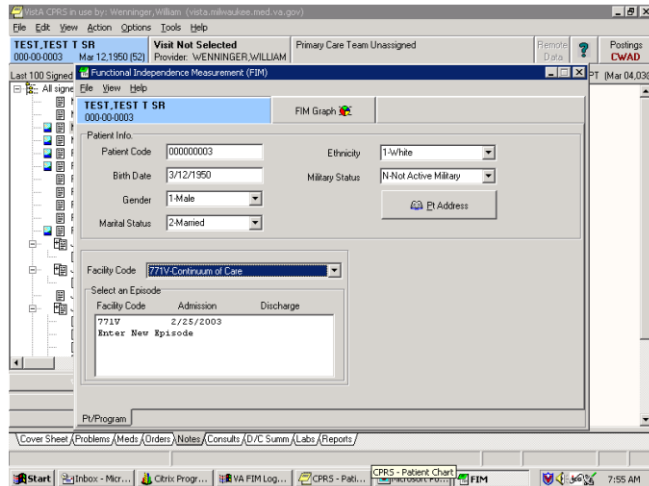 VistA CPRS in use by: Wenninger, William (vista.milwaukee.med.va.gov)
File Edit View Action Options Tools Help
TEST,TEST T SR Visit Not Selected Primary Care Team Unassigned Remote Data ? Postings
000-00-0003 Mar 12,1950 (52) Provider: WENNINGER,WILLIAM CWAD
Last 100 Signed
All signe
Functional Independence Measurement (FIM)
File View Help
TEST,TEST T SR
000-00-0003
FIM Graph
Patient Info.
Patient Code 000000003 Ethnicity 1-White
Birth Date 3/12/1950 Military Status N-Not Active Military
Gender 1-Male Pt Address
Marital Status 2-Married
Facility Code 771V-Continuum of Care
Select an Episode
Facility Code Admission Discharge
771V 2/25/2003
Enter New Episode
Pt/Program
Cover Sheet Problems Meds Orders Notes Consults D/C Summ Labs Reports
CPRS - Patient Chart
Start Inbox - Micr... Citrix Progr... VA FIM Log... CPRS - Pati... FIM 7:55 AM